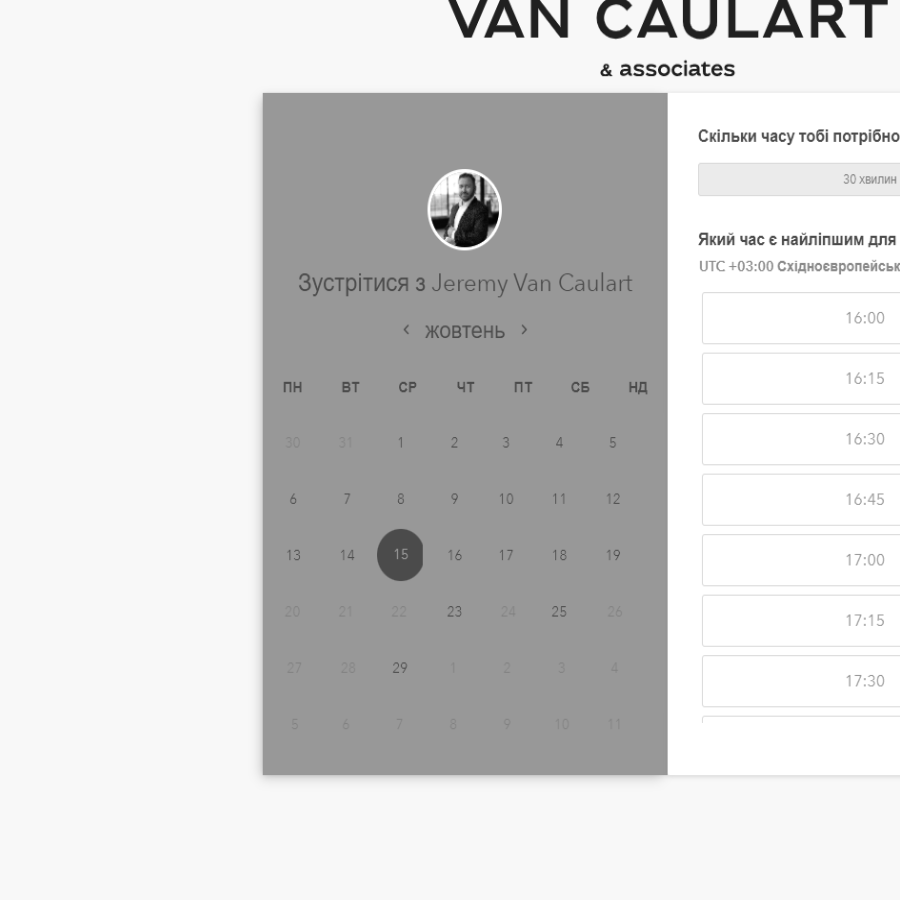 VAN CAULART
& associates
Зустрітися з Jeremy Van Caulart
‹ жовтень ›
ПН ВТ СР ЧТ ПТ СБ НД
30 31 1 2 3 4 5
6 7 8 9 10 11 12
13 14 15 16 17 18 19
20 21 22 23 24 25 26
27 28 29 1 2 3 4
5 6 7 8 9 10 11
Скільки часу тобі потрібно
30 хвилин
Який час є найліпшим для
UTC +03:00 Східноєвропейськ
16:00
16:15
16:30
16:45
17:00
17:15
17:30